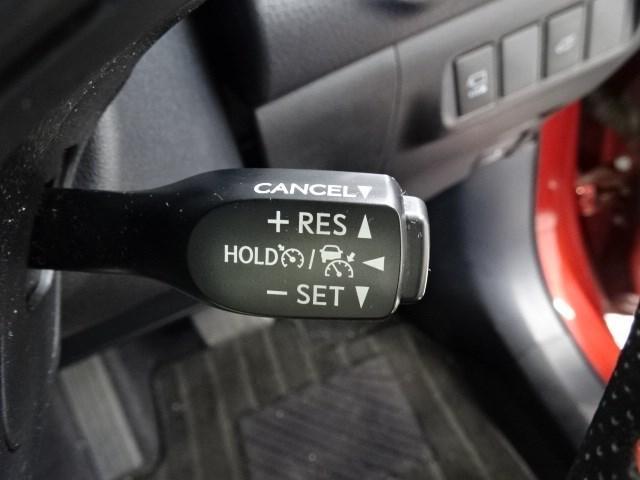 CANCEL▼
+ RES ▲
HOLD / ◀
− SET ▼